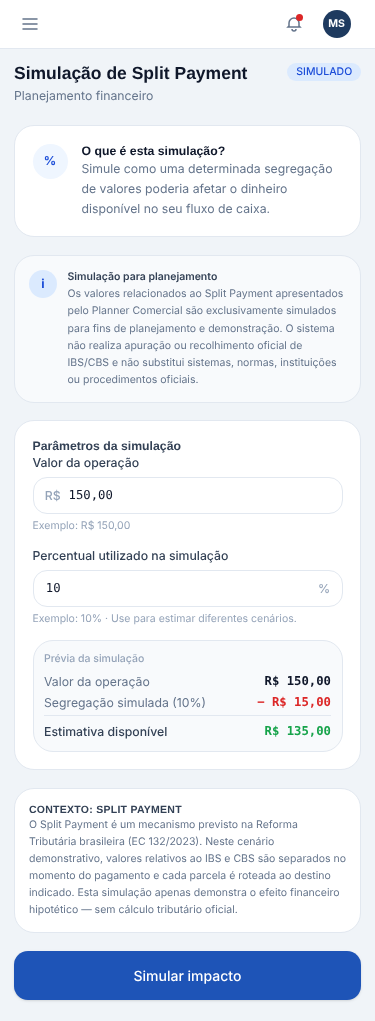 MS
Simulação de Split Payment
SIMULADO
Planejamento financeiro
%
O que é esta simulação?
Simule como uma determinada segregação
de valores poderia afetar o dinheiro
disponível no seu fluxo de caixa.
i
Simulação para planejamento
Os valores relacionados ao Split Payment apresentados
pelo Planner Comercial são exclusivamente simulados
para fins de planejamento e demonstração. O sistema
não realiza apuração ou recolhimento oficial de
IBS/CBS e não substitui sistemas, normas, instituições
ou procedimentos oficiais.
Parâmetros da simulação
Valor da operação
R$ 150,00
Exemplo: R$ 150,00
Percentual utilizado na simulação
10 %
Exemplo: 10% · Use para estimar diferentes cenários.
Prévia da simulação
Valor da operação R$ 150,00
Segregação simulada (10%) – R$ 15,00
Estimativa disponível R$ 135,00
CONTEXTO: SPLIT PAYMENT
O Split Payment é um mecanismo previsto na Reforma
Tributária brasileira (EC 132/2023). Neste cenário
demonstrativo, valores relativos ao IBS e CBS são separados no
momento do pagamento e cada parcela é roteada ao destino
indicado. Esta simulação apenas demonstra o efeito financeiro
hipotético — sem cálculo tributário oficial.
Simular impacto